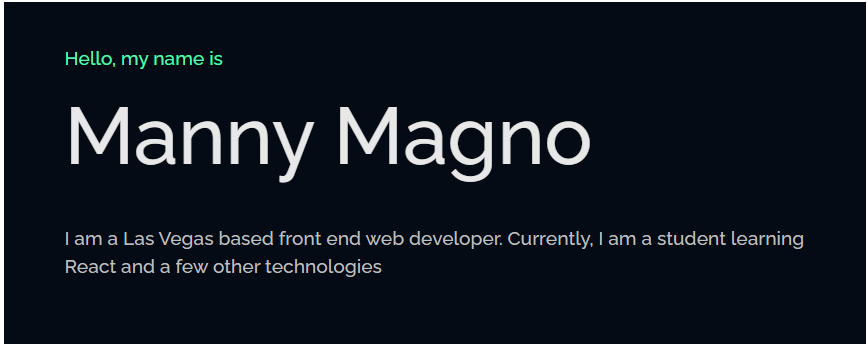 Hello, my name is
Manny Magno
I am a Las Vegas based front end web developer. Currently, I am a student learning
React and a few other technologies